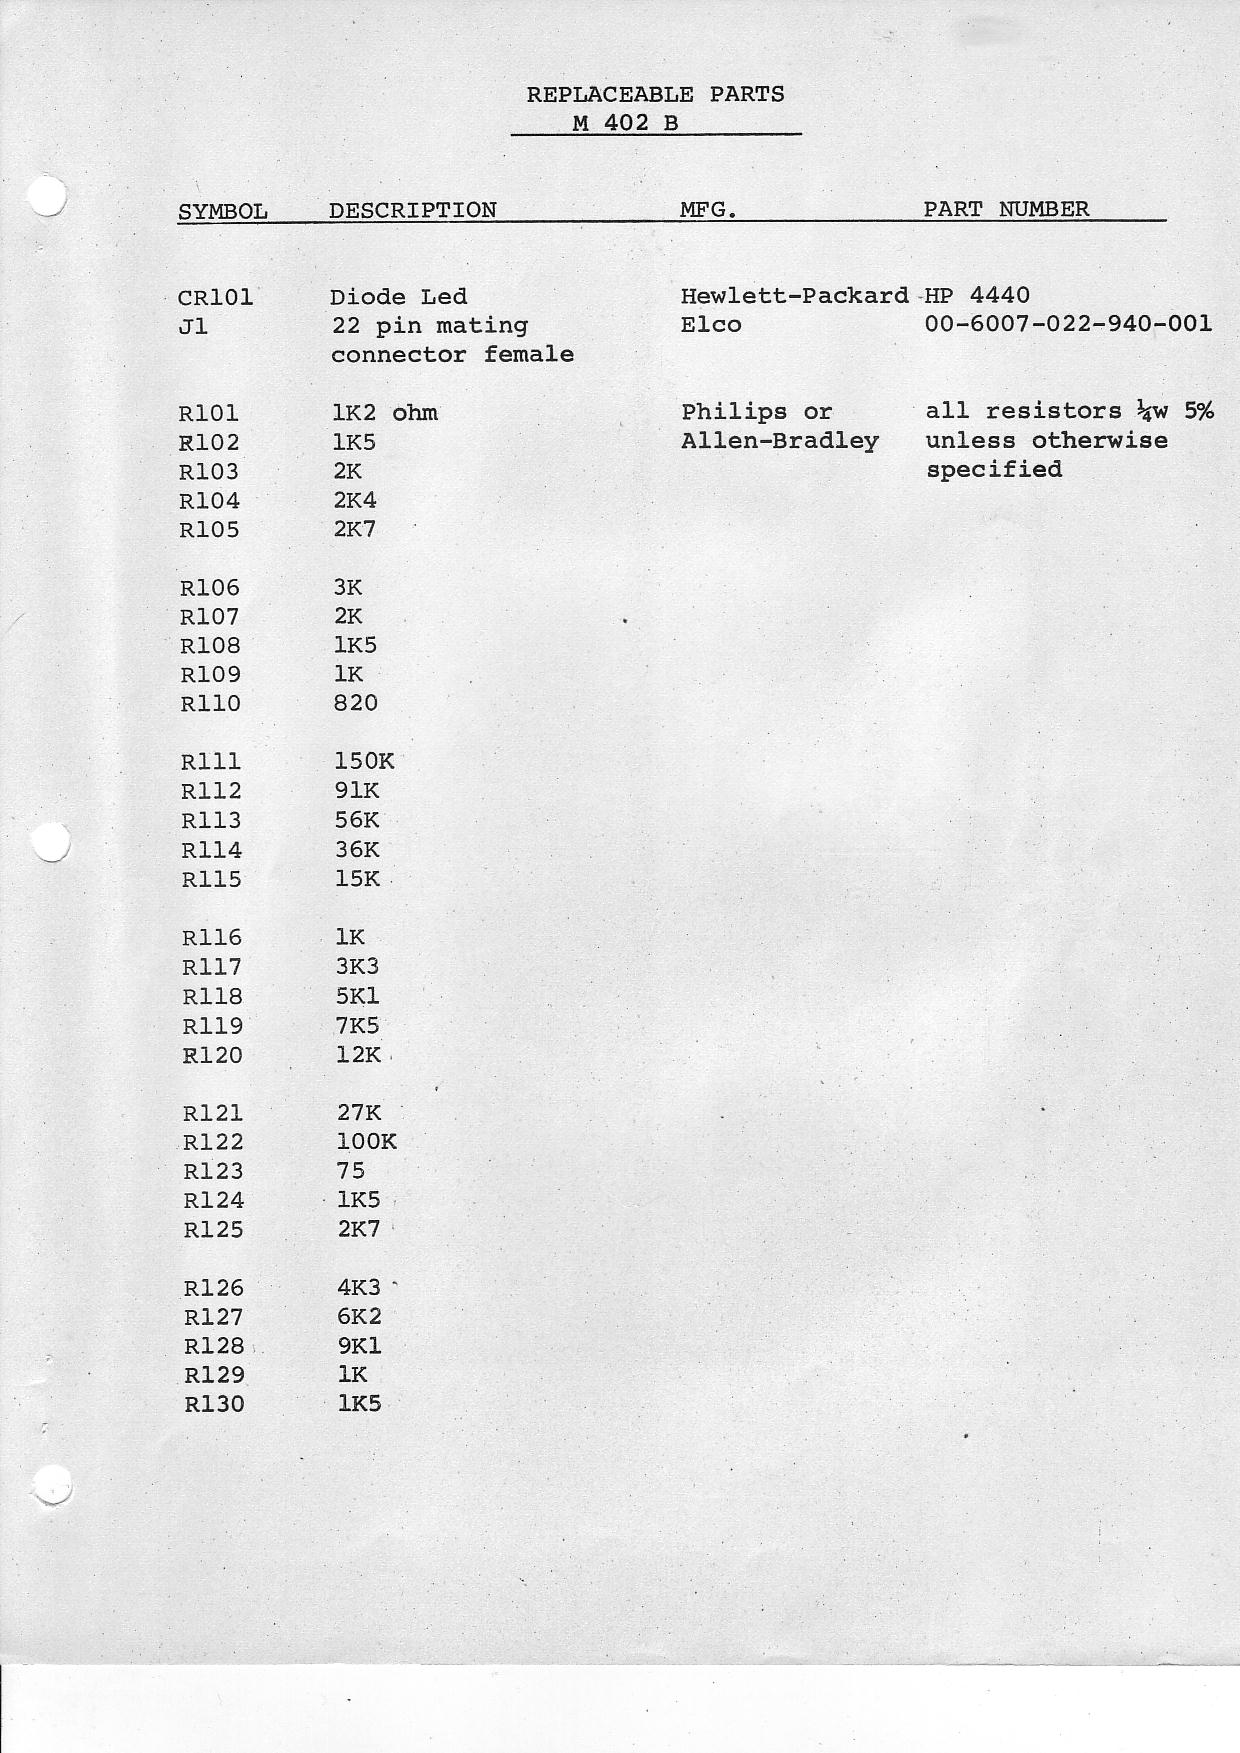 REPLACEABLE PARTS
M 402 B
SYMBOL DESCRIPTION MFG. PART NUMBER
CR101 Diode Led Hewlett-Packard HP 4440
J1 22 pin mating Elco 00-6007-022-940-001
connector female
R101 1K2 ohm Philips or all resistors ¼w 5%
R102 1K5 Allen-Bradley unless otherwise
R103 2K specified
R104 2K4
R105 2K7
R106 3K
R107 2K
R108 1K5
R109 1K
R110 820
R111 150K
R112 91K
R113 56K
R114 36K
R115 15K
R116 1K
R117 3K3
R118 5K1
R119 7K5
R120 12K
R121 27K
R122 100K
R123 75
R124 1K5
R125 2K7
R126 4K3
R127 6K2
R128 9K1
R129 1K
R130 1K5